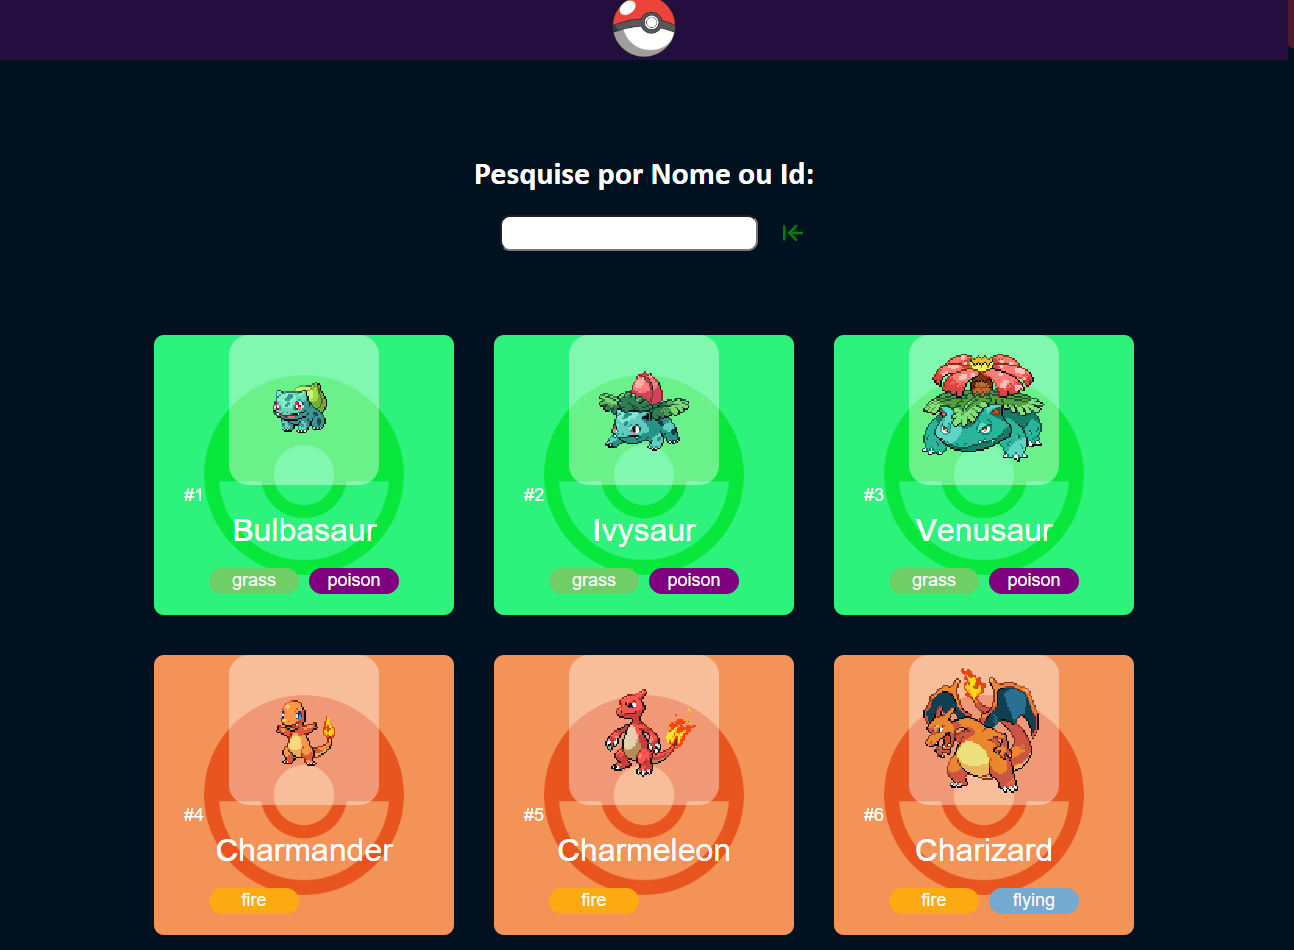 Pesquise por Nome ou Id:
#1
Bulbasaur
grass poison
#2
Ivysaur
grass poison
#3
Venusaur
grass poison
#4
Charmander
fire
#5
Charmeleon
fire
#6
Charizard
fire flying